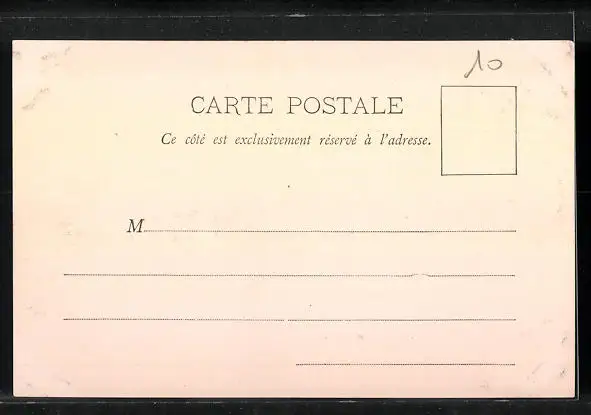 10
CARTE POSTALE
Ce côté est exclusivement réservé à l'adresse.
M